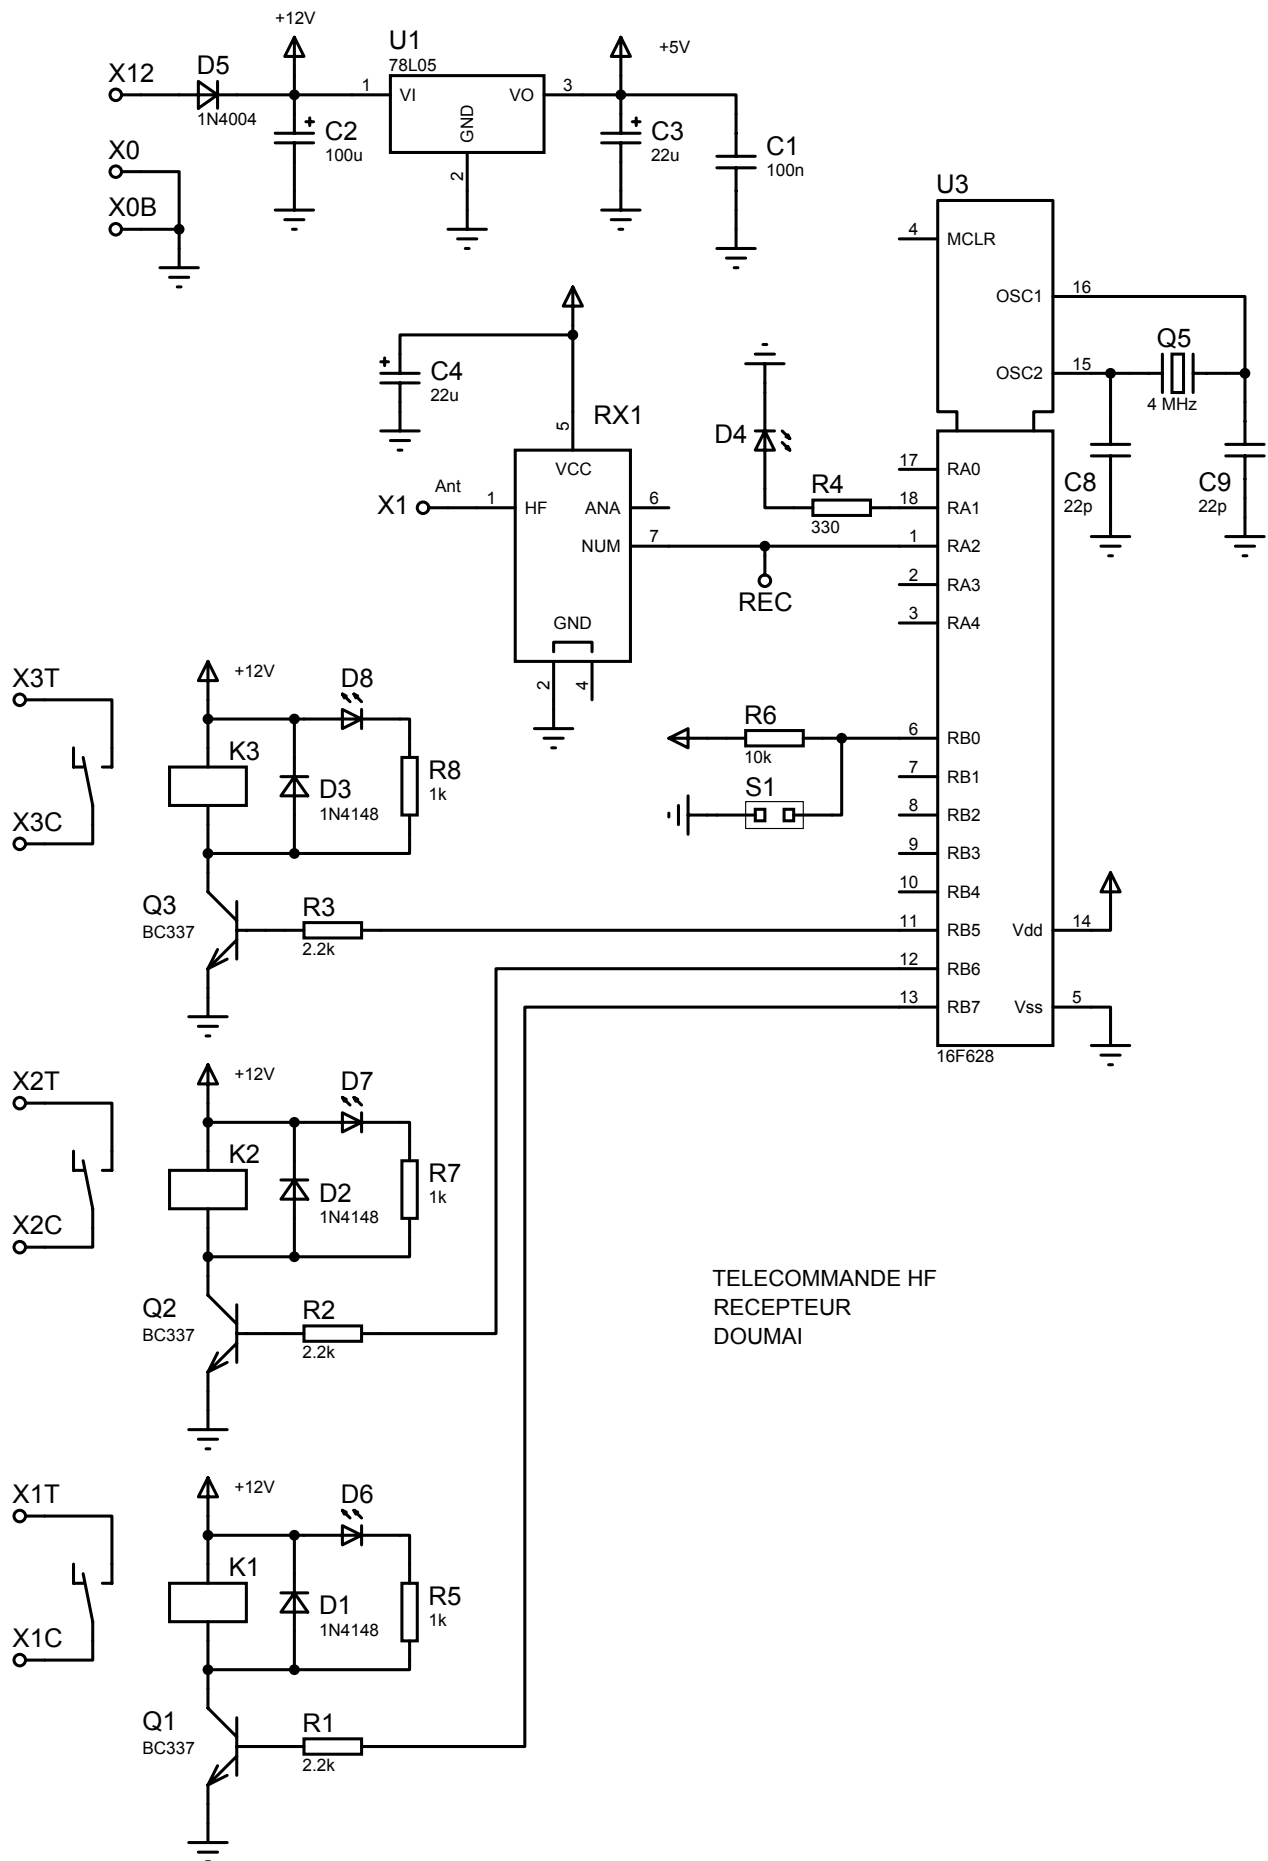 +12V
U1
78L05
+5V
X12
D5
1N4004
1
VI
VO
3
GND
2
C2
100u
C3
22u
C1
100n
X0
X0B
U3
4
MCLR
OSC1
16
OSC2
15
Q5
4 MHz
C8
22p
C9
22p
C4
22u
RX1
5
VCC
D4
17
RA0
X1
Ant
1
HF
ANA
6
R4
330
18
RA1
NUM
7
1
RA2
REC
2
RA3
3
RA4
GND
2
4
X3T
+12V
D8
K3
D3
1N4148
R8
1k
X3C
R6
10k
6
RB0
7
RB1
S1
8
RB2
9
RB3
10
RB4
Q3
BC337
R3
2.2k
11
RB5
Vdd
14
12
RB6
13
RB7
Vss
5
16F628
X2T
+12V
D7
K2
D2
1N4148
R7
1k
X2C
Q2
BC337
R2
2.2k
TELECOMMANDE HF
RECEPTEUR
DOUMAI
X1T
+12V
D6
K1
D1
1N4148
R5
1k
X1C
Q1
BC337
R1
2.2k